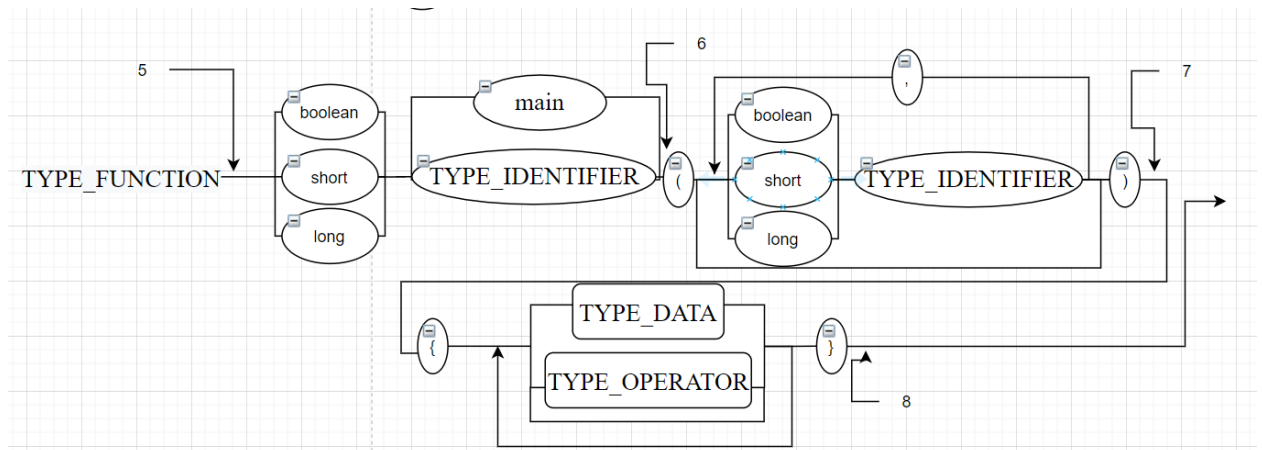 5
6
7
boolean
main
,
boolean
TYPE_FUNCTION
short
TYPE_IDENTIFIER
(
short
TYPE_IDENTIFIER
)
long
long
TYPE_DATA
{
}
TYPE_OPERATOR
8